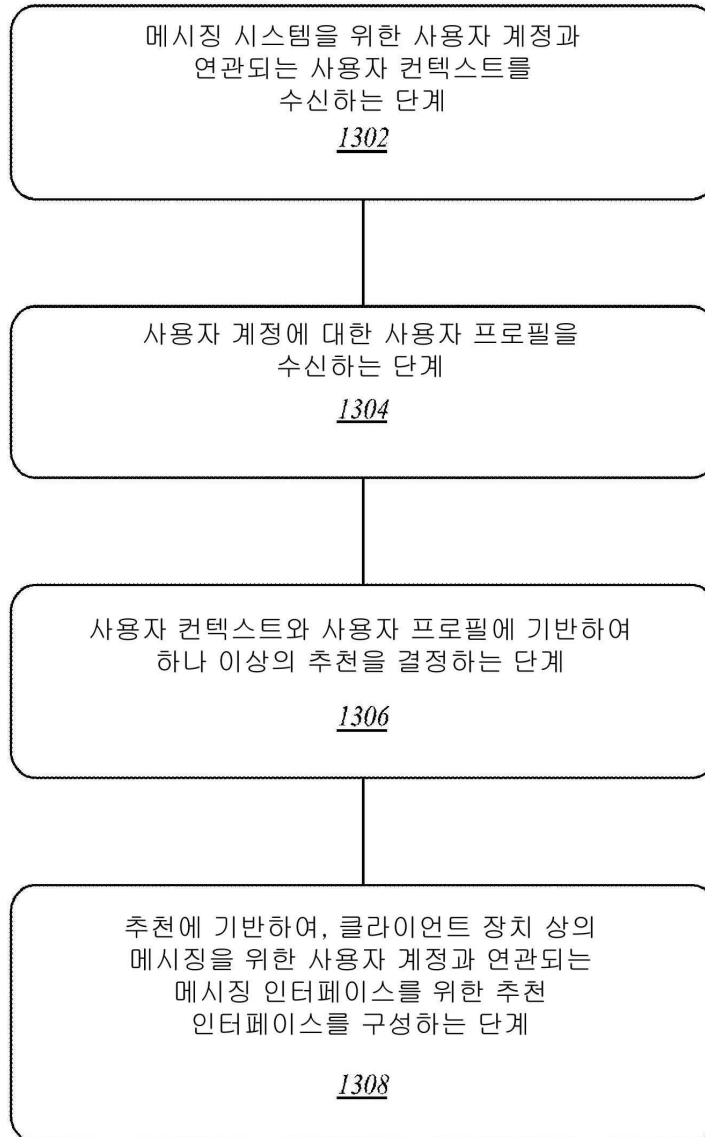 메시징 시스템을 위한 사용자 계정과
연관되는 사용자 컨텍스트를
수신하는 단계
1302
사용자 계정에 대한 사용자 프로필을
수신하는 단계
1304
사용자 컨텍스트와 사용자 프로필에 기반하여
하나 이상의 추천을 결정하는 단계
1306
추천에 기반하여, 클라이언트 장치 상의
메시징을 위한 사용자 계정과 연관되는
메시징 인터페이스를 위한 추천
인터페이스를 구성하는 단계
1308